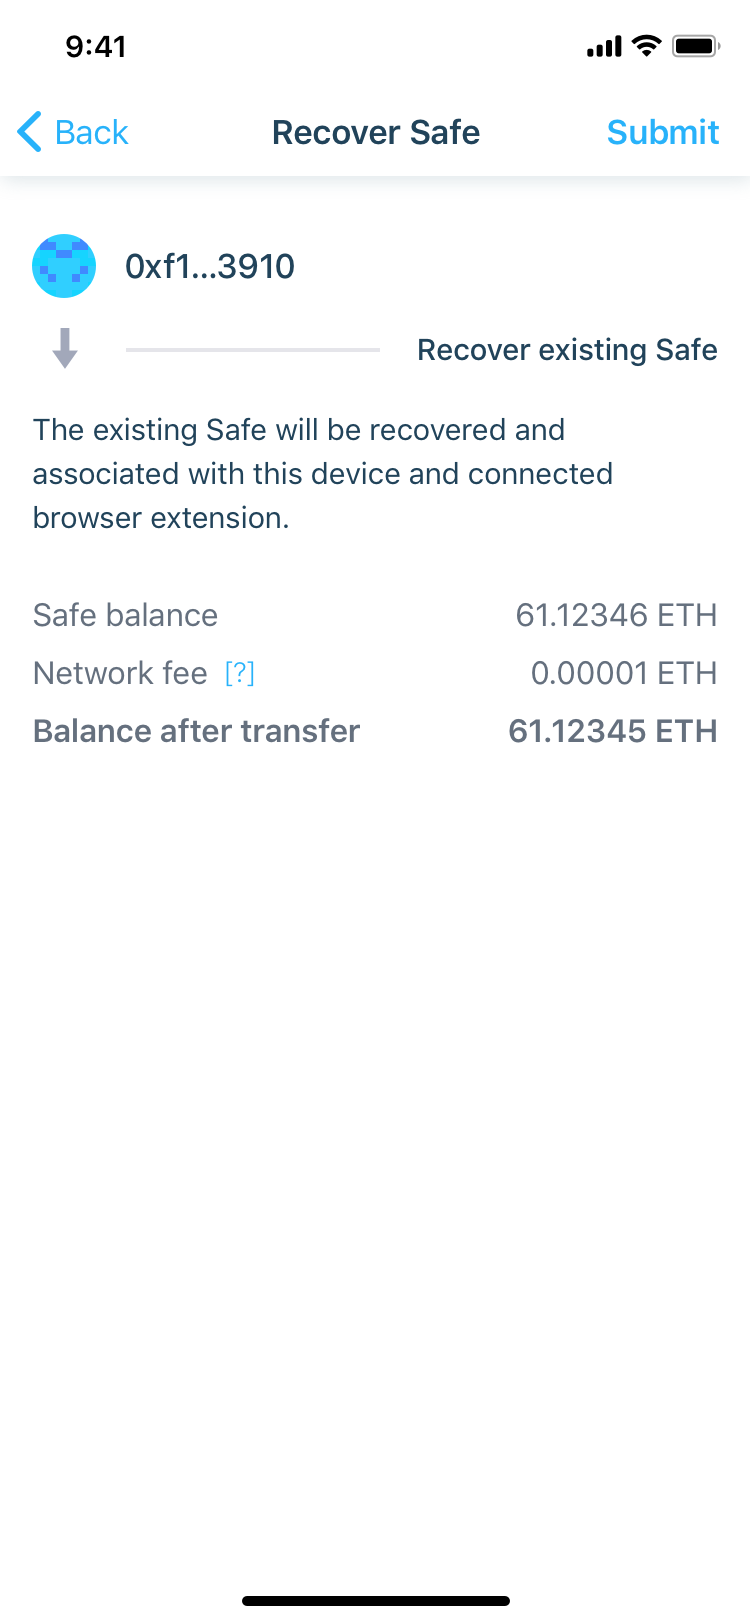 9:41
Back
Recover Safe
Submit
0xf1...3910
Recover existing Safe
The existing Safe will be recovered and
associated with this device and connected
browser extension.
Safe balance 61.12346 ETH
Network fee [?] 0.00001 ETH
Balance after transfer 61.12345 ETH